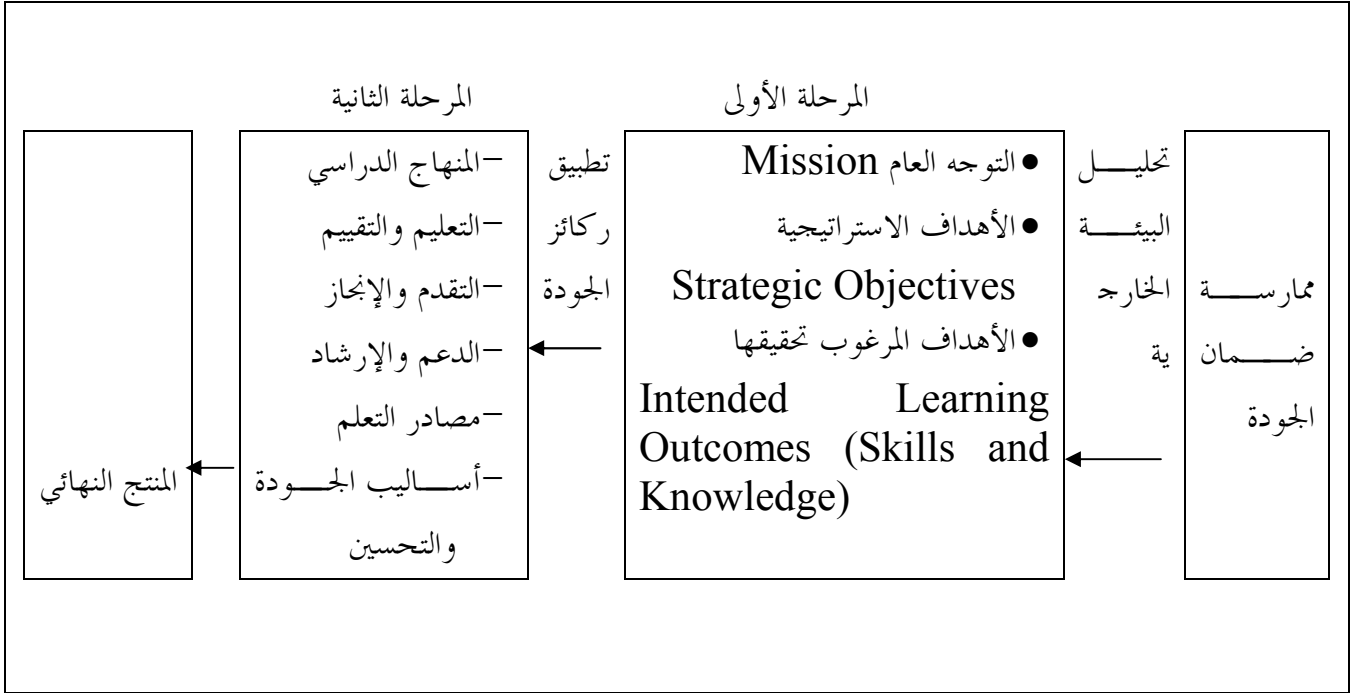 المرحلة الأولى
المرحلة الثانية
ممارسة
ضمان
الجودة
تحليل
البيئة
الخارج
ية
●التوجه العام Mission
●الأهداف الاستراتيجية
Strategic Objectives
●الأهداف المرغوب تحقيقها
Intended Learning
Outcomes (Skills and
Knowledge)
تطبيق
ركائز
الجودة
–المنهاج الدراسي
–التعليم والتقييم
–التقدم والإنجاز
–الدعم والإرشاد
–مصادر التعلم
–أساليب الجودة
والتحسين
المنتج النهائي